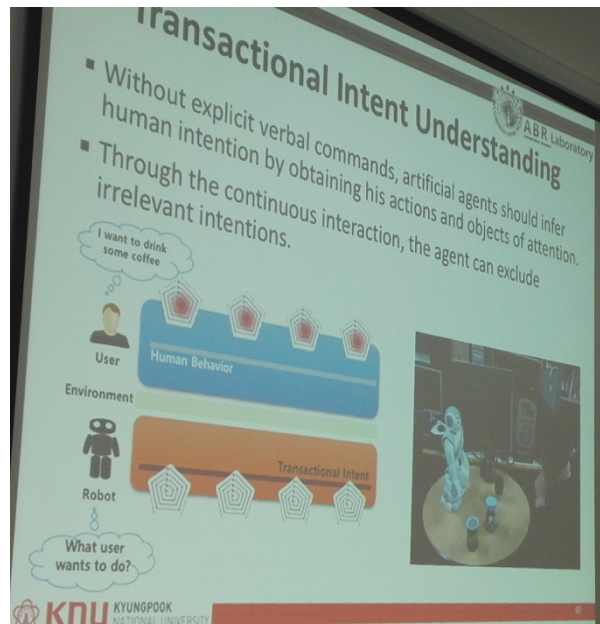 Transactional Intent Understanding
ABR Laboratory
▪ Without explicit verbal commands, artificial agents should infer
human intention by obtaining his actions and objects of attention.
▪ Through the continuous interaction, the agent can exclude
irrelevant intentions.
I want to drink
some coffee
User
Human Behavior
Environment
Transactional Intent
Robot
What user
wants to do?
KNU KYUNGPOOK
NATIONAL UNIVERSITY
40